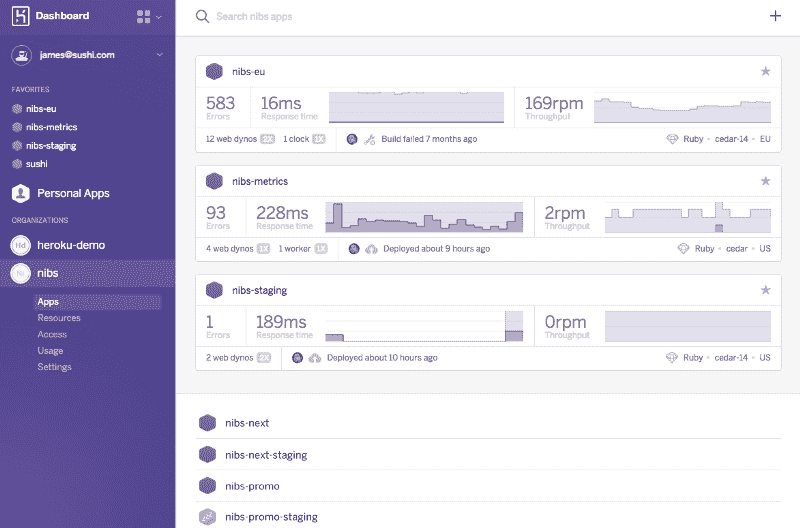 Dashboard
james@sushi.com
FAVORITES
nibs-eu
nibs-metrics
nibs-staging
sushi
Personal Apps
ORGANIZATIONS
Hd heroku-demo
Ni nibs
Apps
Resources
Access
Usage
Settings
Search nibs apps
nibs-eu
583 16ms 169rpm
Errors Response time Throughput
12 web dynos 2X 1 clock 1X Build failed 7 months ago Ruby • cedar-14 • EU
nibs-metrics
93 228ms 2rpm
Errors Response time Throughput
4 web dynos 1X 1 worker 1X Deployed about 9 hours ago Ruby • cedar • US
nibs-staging
1 189ms 0rpm
Errors Response time Throughput
2 web dynos 2X Deployed about 10 hours ago Ruby • cedar-14 • US
nibs-next
nibs-next-staging
nibs-promo
nibs-promo-staging